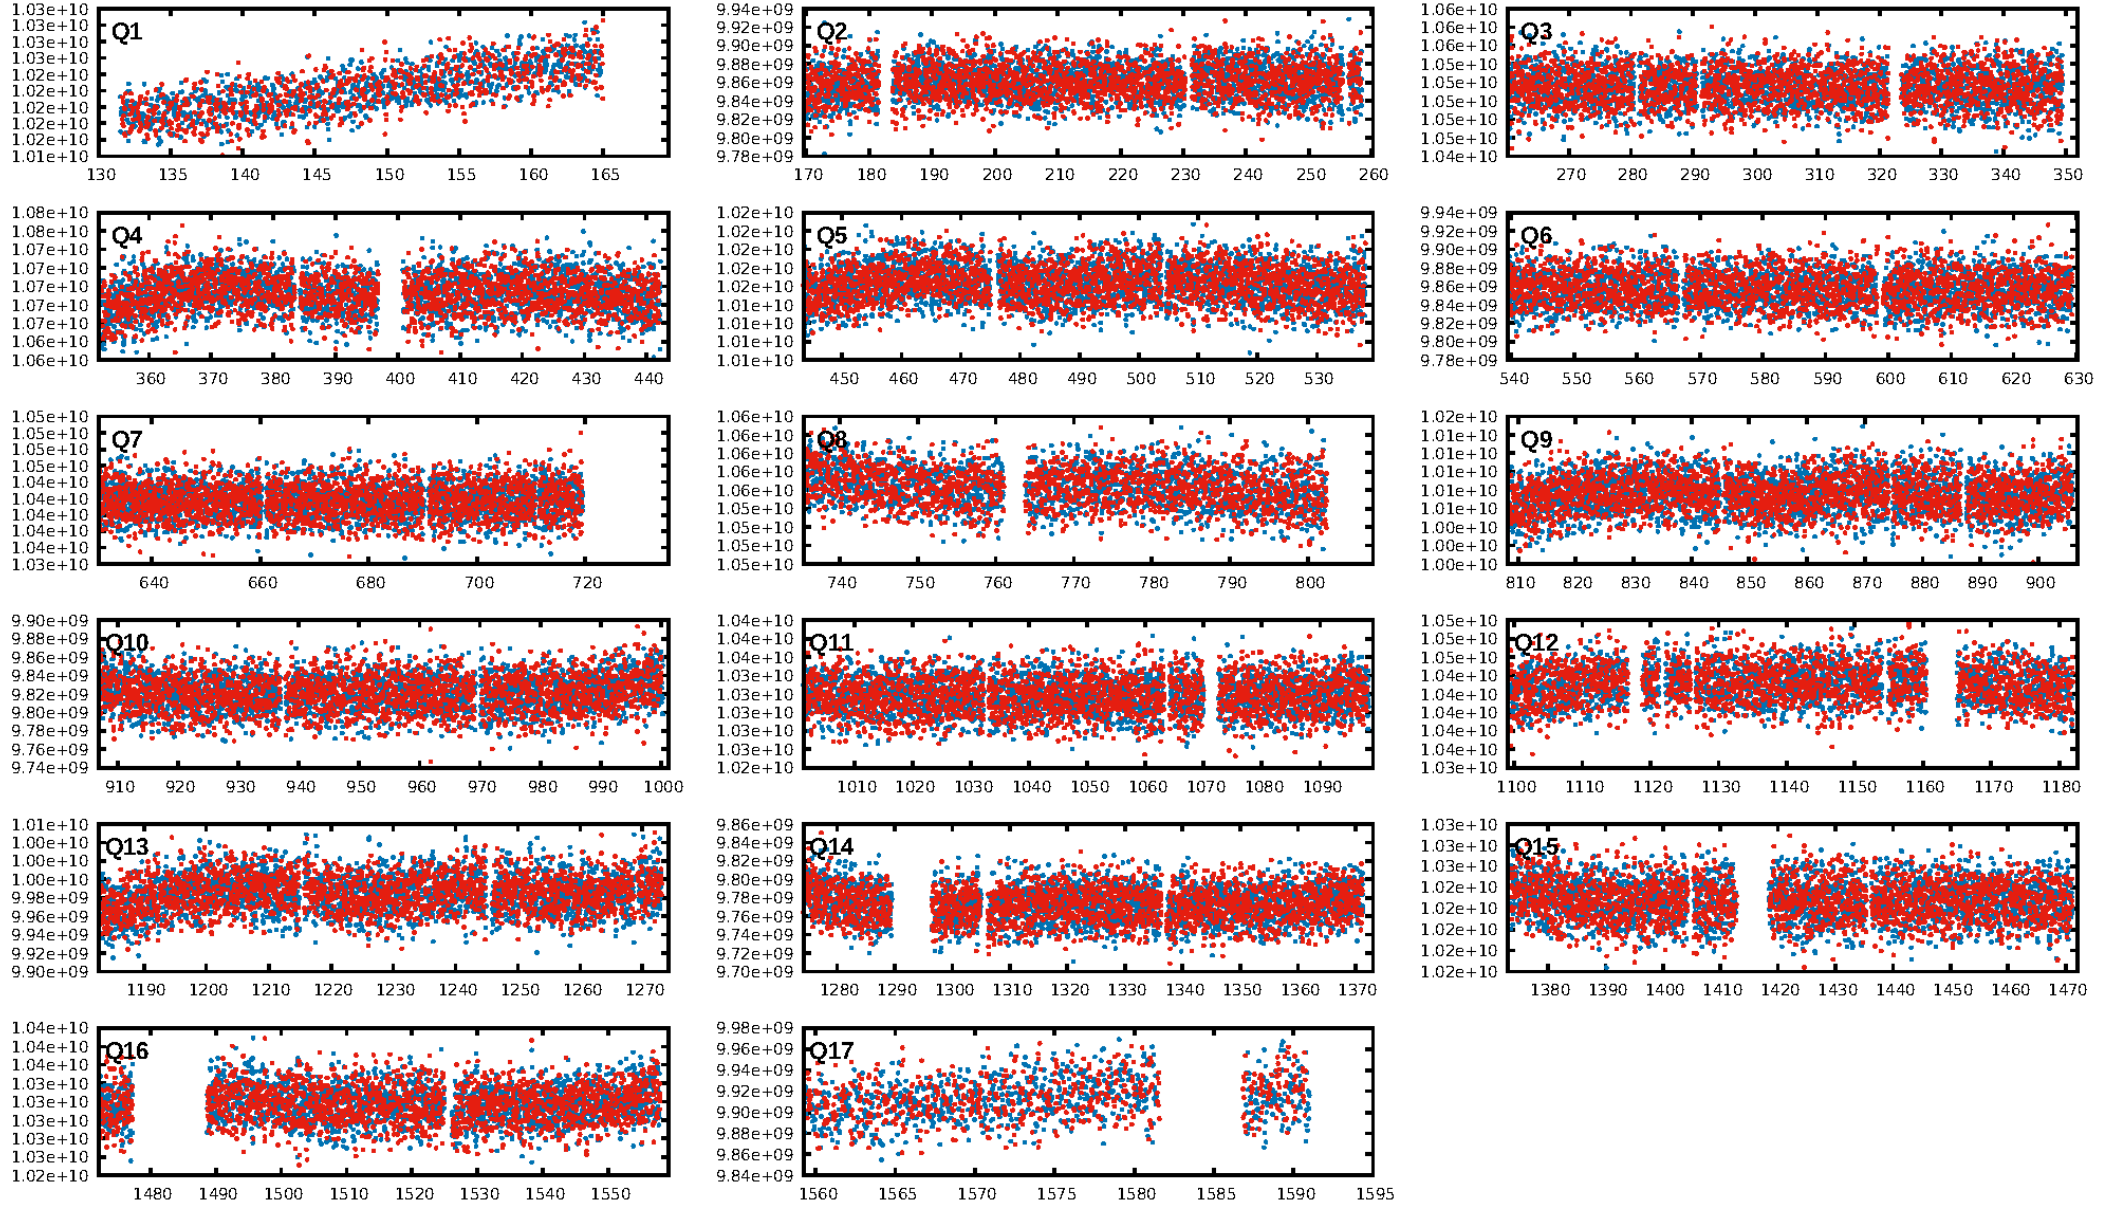 Q1
1.03e+10
1.03e+10
1.03e+10
1.03e+10
1.02e+10
1.02e+10
1.02e+10
1.02e+10
1.02e+10
1.01e+10
130 135 140 145 150 155 160 165
Q2
9.94e+09
9.92e+09
9.90e+09
9.88e+09
9.86e+09
9.84e+09
9.82e+09
9.80e+09
9.78e+09
170 180 190 200 210 220 230 240 250 260
Q3
1.06e+10
1.06e+10
1.06e+10
1.05e+10
1.05e+10
1.05e+10
1.05e+10
1.05e+10
1.04e+10
270 280 290 300 310 320 330 340 350
Q4
1.08e+10
1.08e+10
1.07e+10
1.07e+10
1.07e+10
1.07e+10
1.07e+10
1.06e+10
1.06e+10
360 370 380 390 400 410 420 430 440
Q5
1.02e+10
1.02e+10
1.02e+10
1.02e+10
1.02e+10
1.01e+10
1.01e+10
1.01e+10
1.01e+10
450 460 470 480 490 500 510 520 530
Q6
9.94e+09
9.92e+09
9.90e+09
9.88e+09
9.86e+09
9.84e+09
9.82e+09
9.80e+09
9.78e+09
540 550 560 570 580 590 600 610 620 630
Q7
1.05e+10
1.05e+10
1.05e+10
1.05e+10
1.04e+10
1.04e+10
1.04e+10
1.04e+10
1.04e+10
1.03e+10
640 660 680 700 720
Q8
1.06e+10
1.06e+10
1.06e+10
1.06e+10
1.06e+10
1.05e+10
1.05e+10
1.05e+10
1.05e+10
740 750 760 770 780 790 800
Q9
1.02e+10
1.01e+10
1.01e+10
1.01e+10
1.01e+10
1.01e+10
1.00e+10
1.00e+10
1.00e+10
810 820 830 840 850 860 870 880 890 900
Q10
9.90e+09
9.88e+09
9.86e+09
9.84e+09
9.82e+09
9.80e+09
9.78e+09
9.76e+09
9.74e+09
910 920 930 940 950 960 970 980 990 1000
Q11
1.04e+10
1.04e+10
1.04e+10
1.03e+10
1.03e+10
1.03e+10
1.03e+10
1.03e+10
1.02e+10
1010 1020 1030 1040 1050 1060 1070 1080 1090
Q12
1.05e+10
1.05e+10
1.05e+10
1.04e+10
1.04e+10
1.04e+10
1.04e+10
1.04e+10
1.03e+10
1100 1110 1120 1130 1140 1150 1160 1170 1180
Q13
1.01e+10
1.00e+10
1.00e+10
1.00e+10
9.98e+09
9.96e+09
9.94e+09
9.92e+09
9.90e+09
1190 1200 1210 1220 1230 1240 1250 1260 1270
Q14
9.86e+09
9.84e+09
9.82e+09
9.80e+09
9.78e+09
9.76e+09
9.74e+09
9.72e+09
9.70e+09
1280 1290 1300 1310 1320 1330 1340 1350 1360 1370
Q15
1.03e+10
1.03e+10
1.03e+10
1.02e+10
1.02e+10
1.02e+10
1.02e+10
1.02e+10
1380 1390 1400 1410 1420 1430 1440 1450 1460 1470
Q16
1.04e+10
1.04e+10
1.04e+10
1.03e+10
1.03e+10
1.03e+10
1.03e+10
1.03e+10
1.02e+10
1480 1490 1500 1510 1520 1530 1540 1550
Q17
9.98e+09
9.96e+09
9.94e+09
9.92e+09
9.90e+09
9.88e+09
9.86e+09
9.84e+09
1560 1565 1570 1575 1580 1585 1590 1595